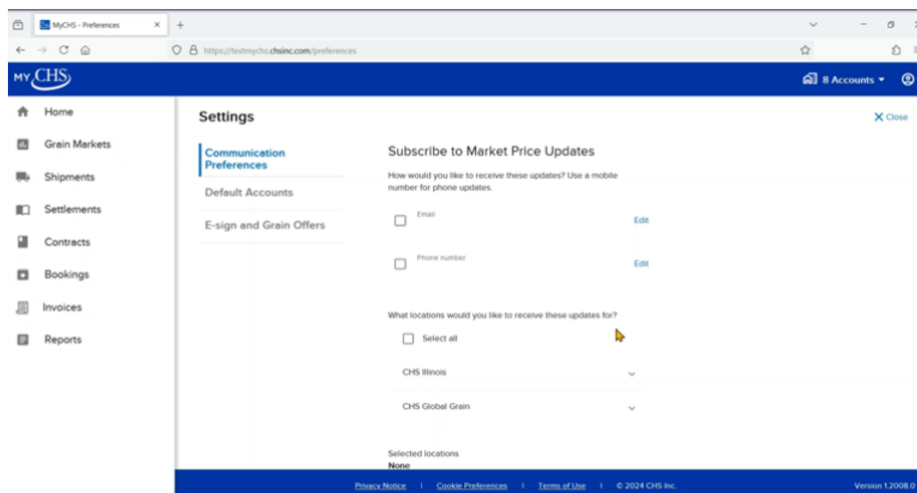 MyCHS - Preferences
https://testmychs.chsinc.com/preferences
MY CHS
8 Accounts
Home
Grain Markets
Shipments
Settlements
Contracts
Bookings
Invoices
Reports
Settings
Close
Communication
Preferences
Default Accounts
E-sign and Grain Offers
Subscribe to Market Price Updates
How would you like to receive these updates? Use a mobile
number for phone updates.
Email
Edit
Phone number
Edit
What locations would you like to receive these updates for?
Select all
CHS Illinois
CHS Global Grain
Selected locations
None
Privacy Notice | Cookie Preferences | Terms of Use | © 2024 CHS Inc.
Version 1.2008.0